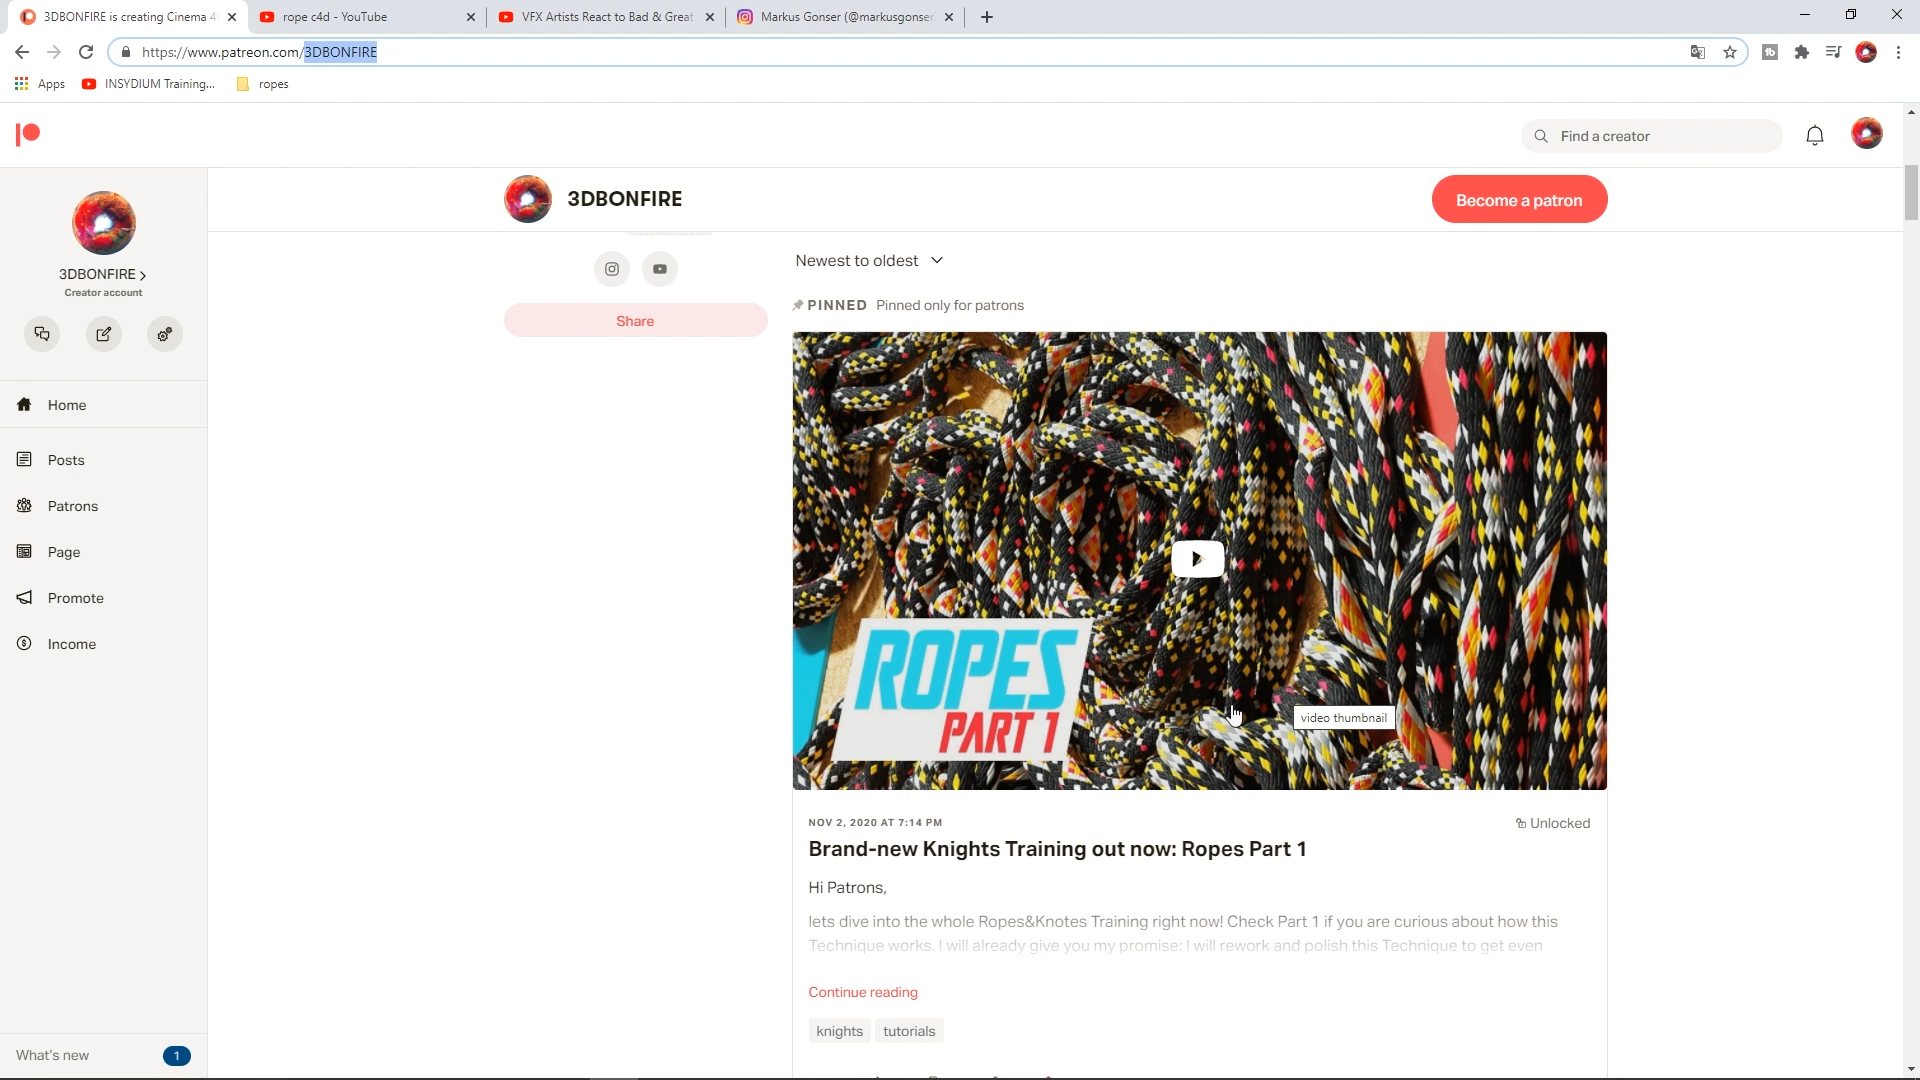 3DBONFIRE is creating Cinema 4
rope c4d - YouTube
VFX Artists React to Bad & Great
Markus Gonser (@markusgonser
https://www.patreon.com/3DBONFIRE
Apps
INSYDIUM Training...
ropes
Find a creator
3DBONFIRE
Become a patron
3DBONFIRE
Creator account
Home
Posts
Patrons
Page
Promote
Income
What's new
1
Share
Newest to oldest
PINNED Pinned only for patrons
ROPES
PART 1
video thumbnail
NOV 2, 2020 AT 7:14 PM
Unlocked
Brand-new Knights Training out now: Ropes Part 1
Hi Patrons,
lets dive into the whole Ropes&Knotes Training right now! Check Part 1 if you are curious about how this
Technique works. I will already give you my promise: I will rework and polish this Technique to get even
Continue reading
knights
tutorials